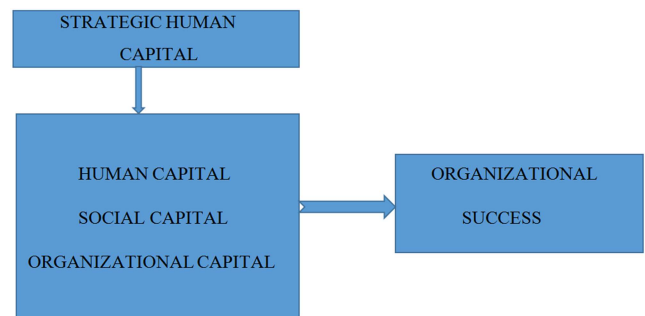 STRATEGIC HUMAN
CAPITAL
HUMAN CAPITAL
SOCIAL CAPITAL
ORGANIZATIONAL CAPITAL
ORGANIZATIONAL
SUCCESS